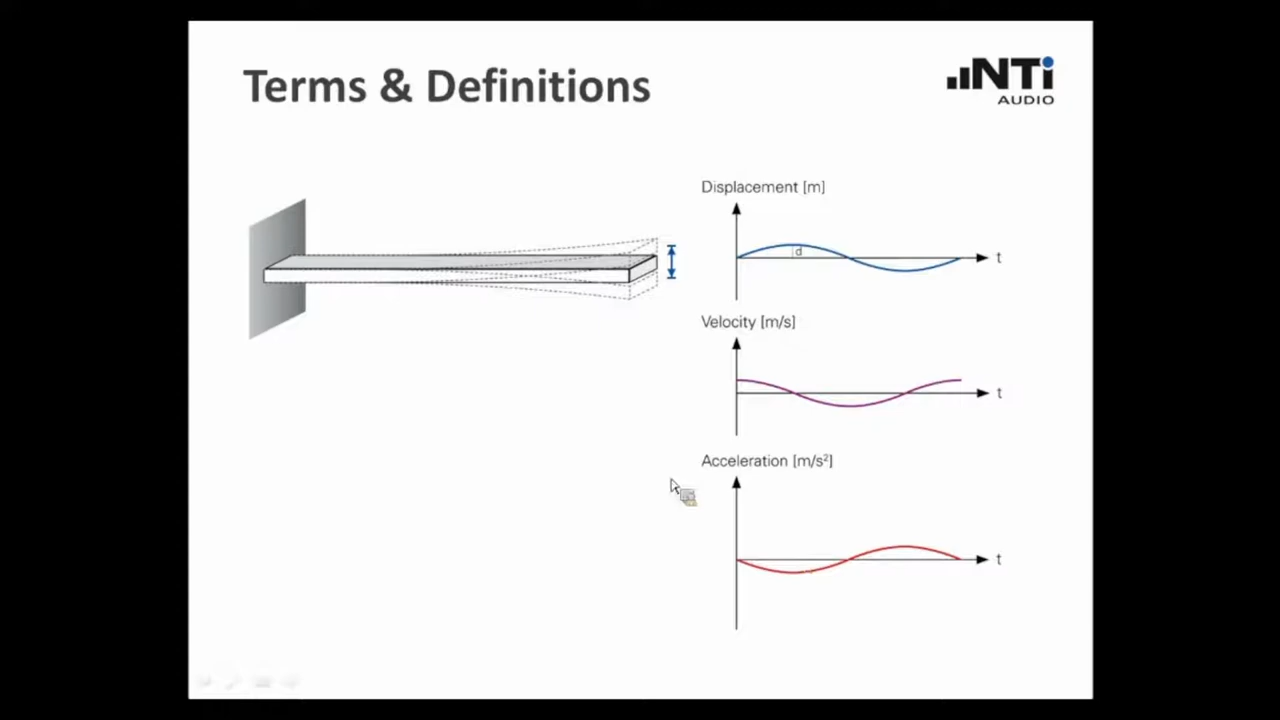 Terms & Definitions
NTi
AUDIO
Displacement [m]
d
t
Velocity [m/s]
t
Acceleration [m/s²]
t